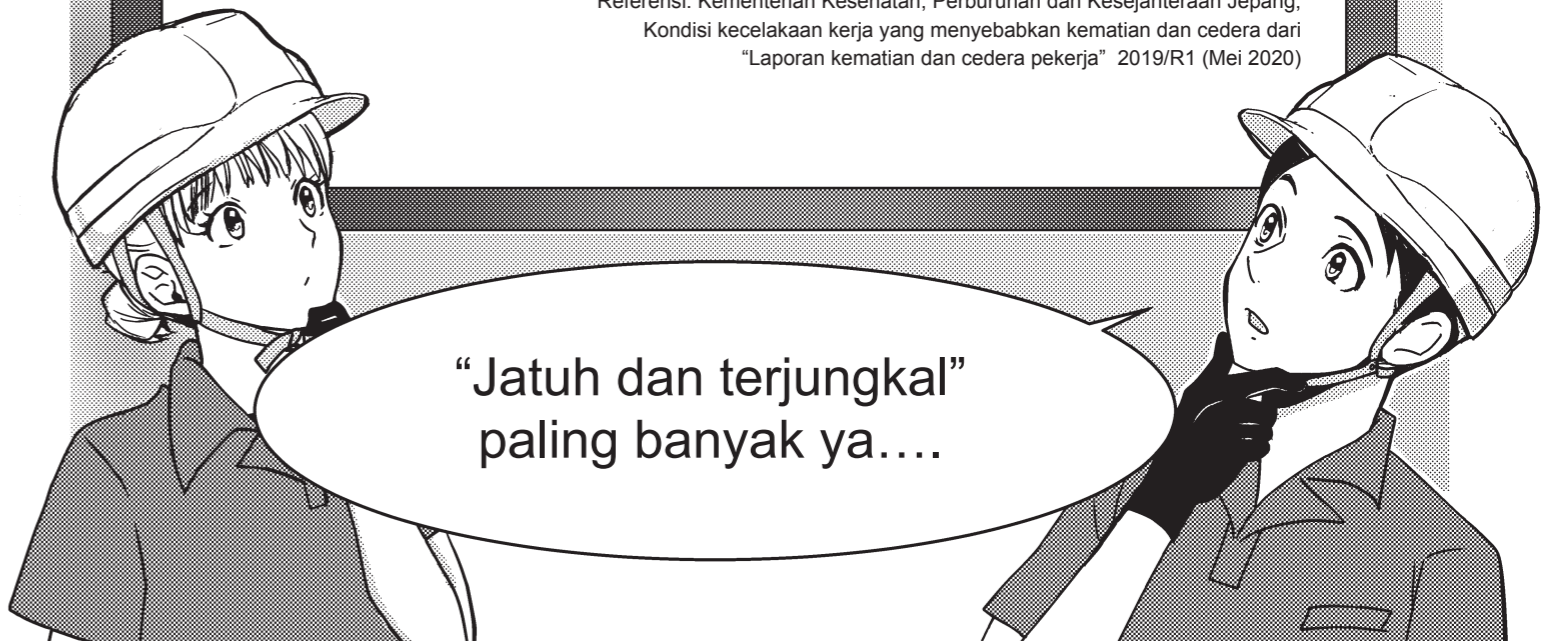 Referensi: Kementerian Kesehatan, Perburuhan dan Kesejahteraan Jepang,
Kondisi kecelakaan kerja yang menyebabkan kematian dan cedera dari
“Laporan kematian dan cedera pekerja” 2019/R1 (Mei 2020)
“Jatuh dan terjungkal”
paling banyak ya….